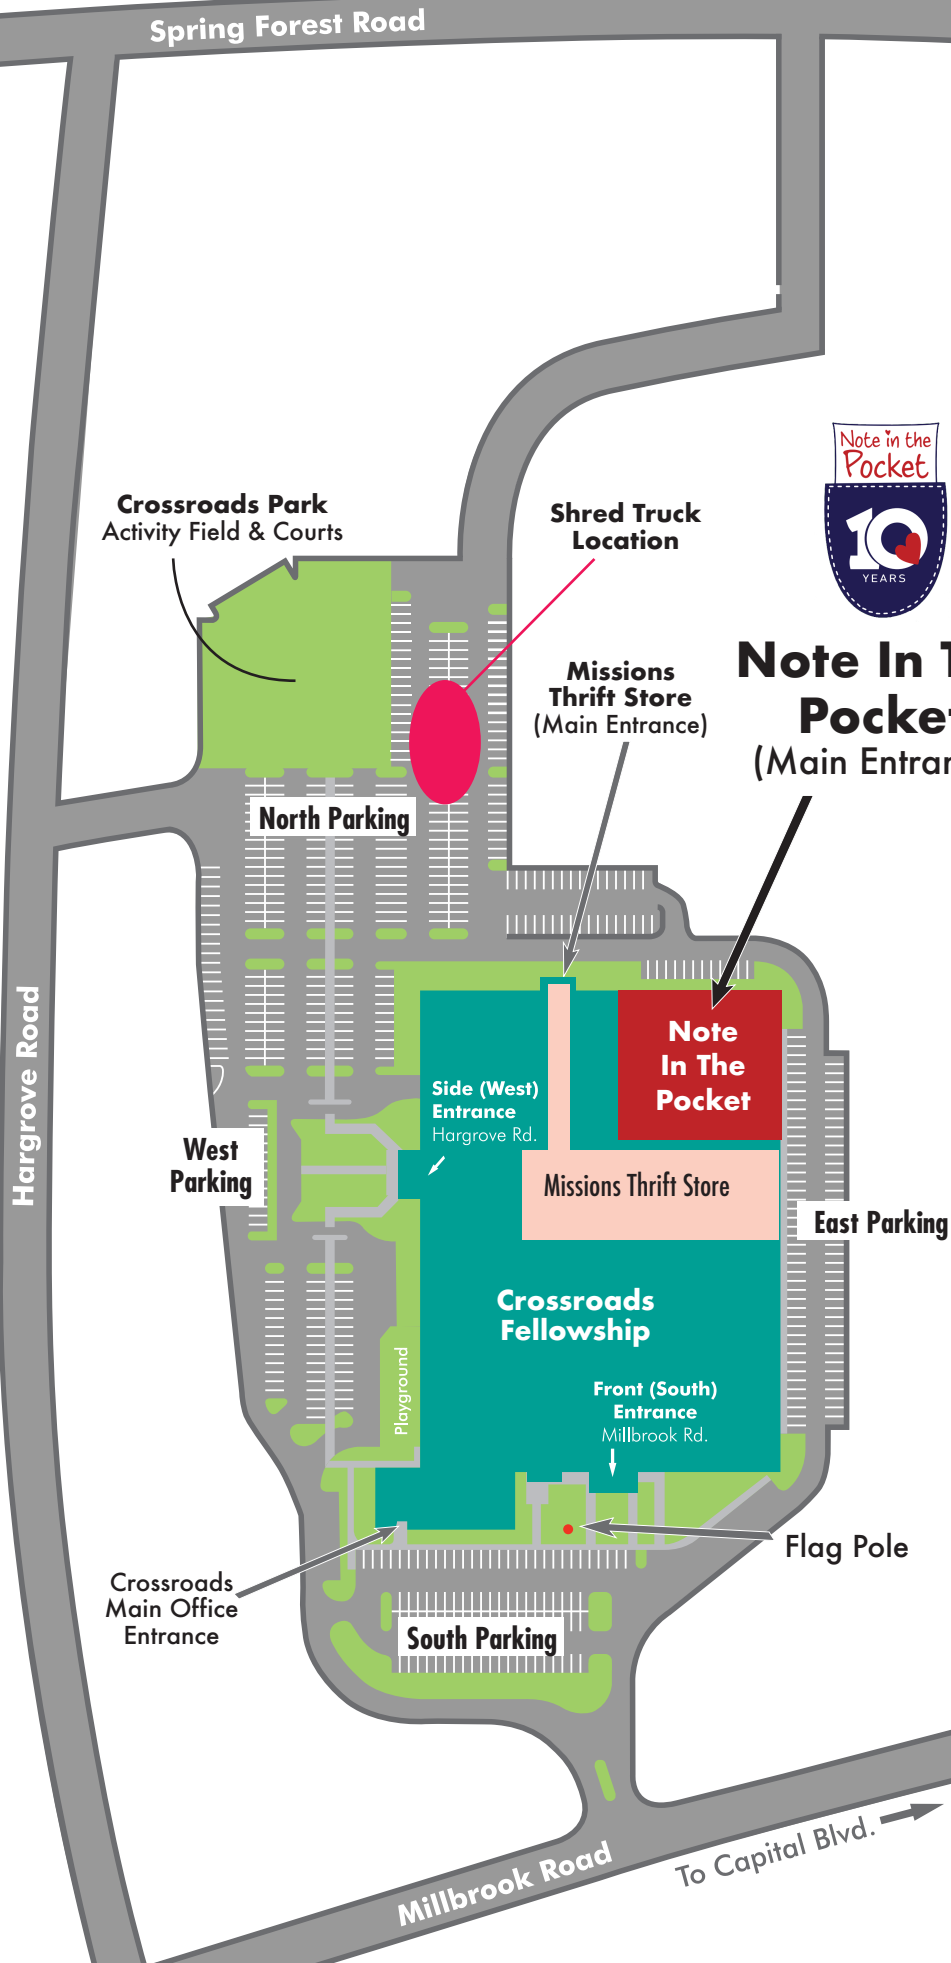 Spring Forest Road
Note in the
Pocket
10
YEARS
Crossroads Park
Activity Field & Courts
Shred Truck
Location
Missions
Thrift Store
(Main Entrance)
Note In
Pocke
(Main Entran
North Parking
Hargrove Road
Note
In The
Pocket
Side (West)
Entrance
Hargrove Rd.
West
Parking
Missions Thrift Store
East Parking
Crossroads
Fellowship
Playground
Front (South)
Entrance
Millbrook Rd.
Flag Pole
Crossroads
Main Office
Entrance
South Parking
Millbrook Road
To Capital Blvd.